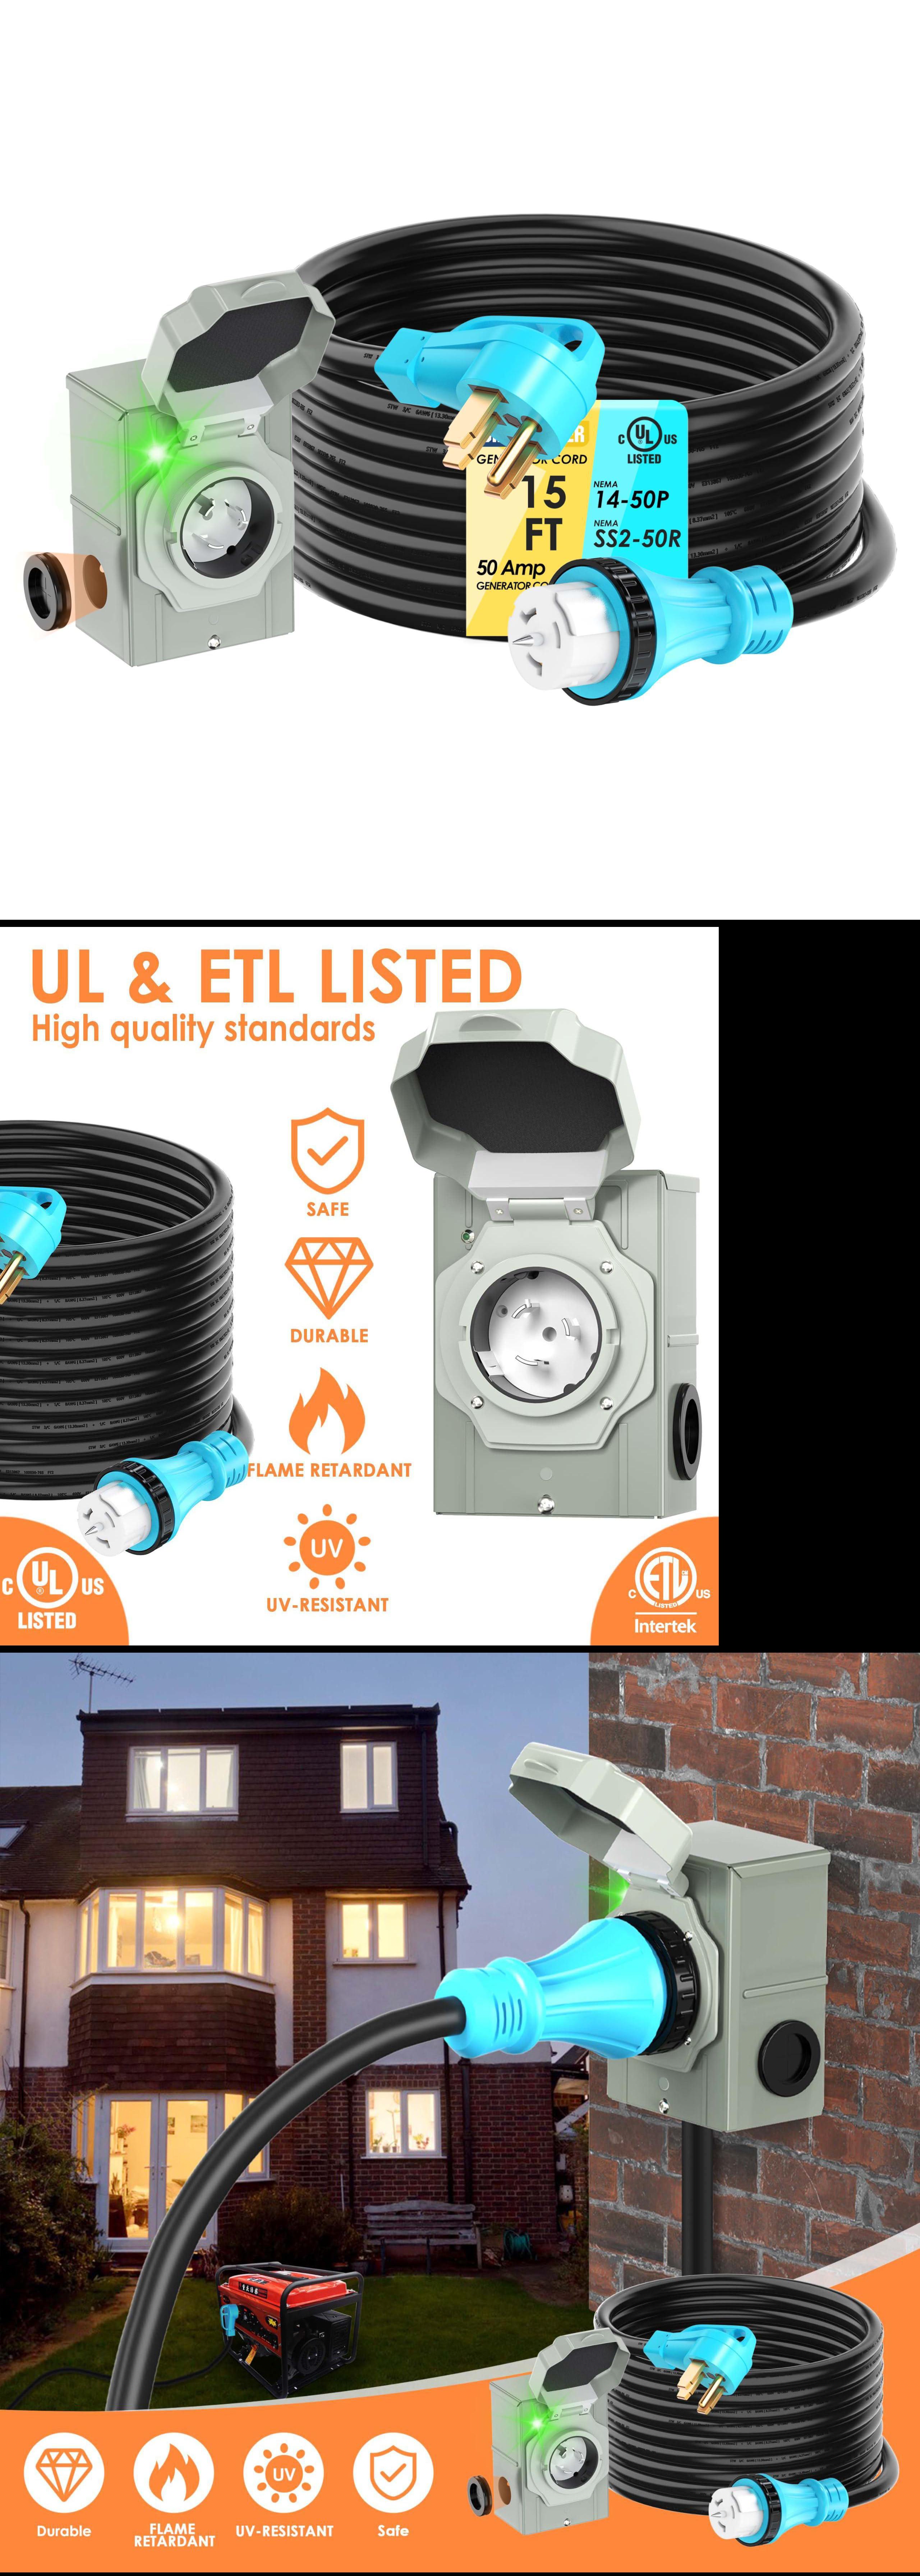 GENERATOR CORD
15
FT
50 Amp
C UL US
LISTED
NEMA
14-50P
NEMA
SS2-50R
UL & ETL LISTED
High quality standards
SAFE
DURABLE
FLAME RETARDANT
UV
UV-RESISTANT
C UL US
LISTED
C ETL US
LISTED
Intertek
Durable
FLAME
RETARDANT
UV
UV-RESISTANT
Safe